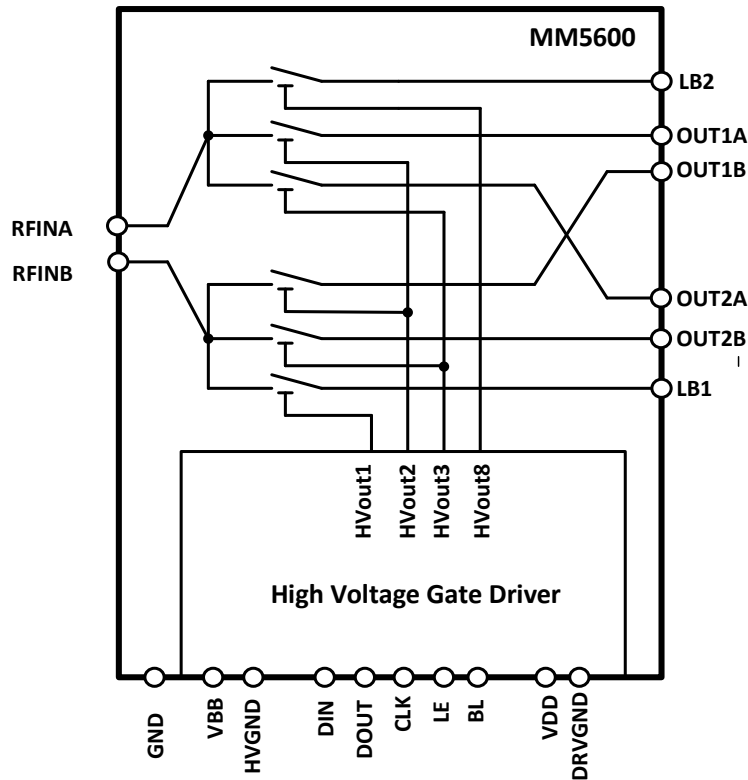 MM5600
LB2
OUT1A
OUT1B
RFINA
RFINB
OUT2A
OUT2B
LB1
HVout1
HVout2
HVout3
HVout8
High Voltage Gate Driver
GND
VBB
HVGND
DIN
DOUT
CLK
LE
BL
VDD
DRVGND